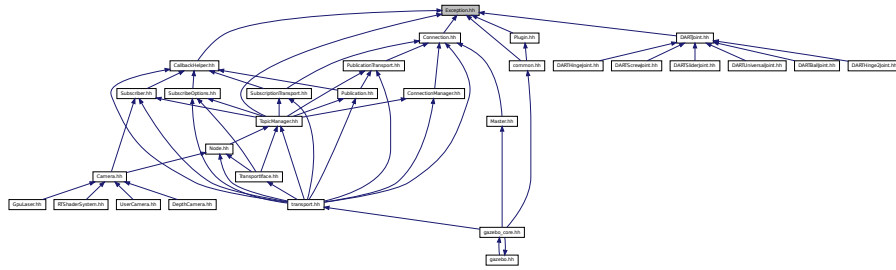 Exception.hh
Connection.hh
Plugin.hh
DARTJoint.hh
CallbackHelper.hh
PublicationTransport.hh
common.hh
DARTHingeJoint.hh
DARTScrewJoint.hh
DARTSliderJoint.hh
DARTUniversalJoint.hh
DARTBallJoint.hh
DARTHinge2Joint.hh
Subscriber.hh
SubscribeOptions.hh
SubscriptionTransport.hh
Publication.hh
ConnectionManager.hh
TopicManager.hh
Master.hh
Node.hh
Camera.hh
TransportIface.hh
GpuLaser.hh
RTShaderSystem.hh
UserCamera.hh
DepthCamera.hh
transport.hh
gazebo_core.hh
gazebo.hh